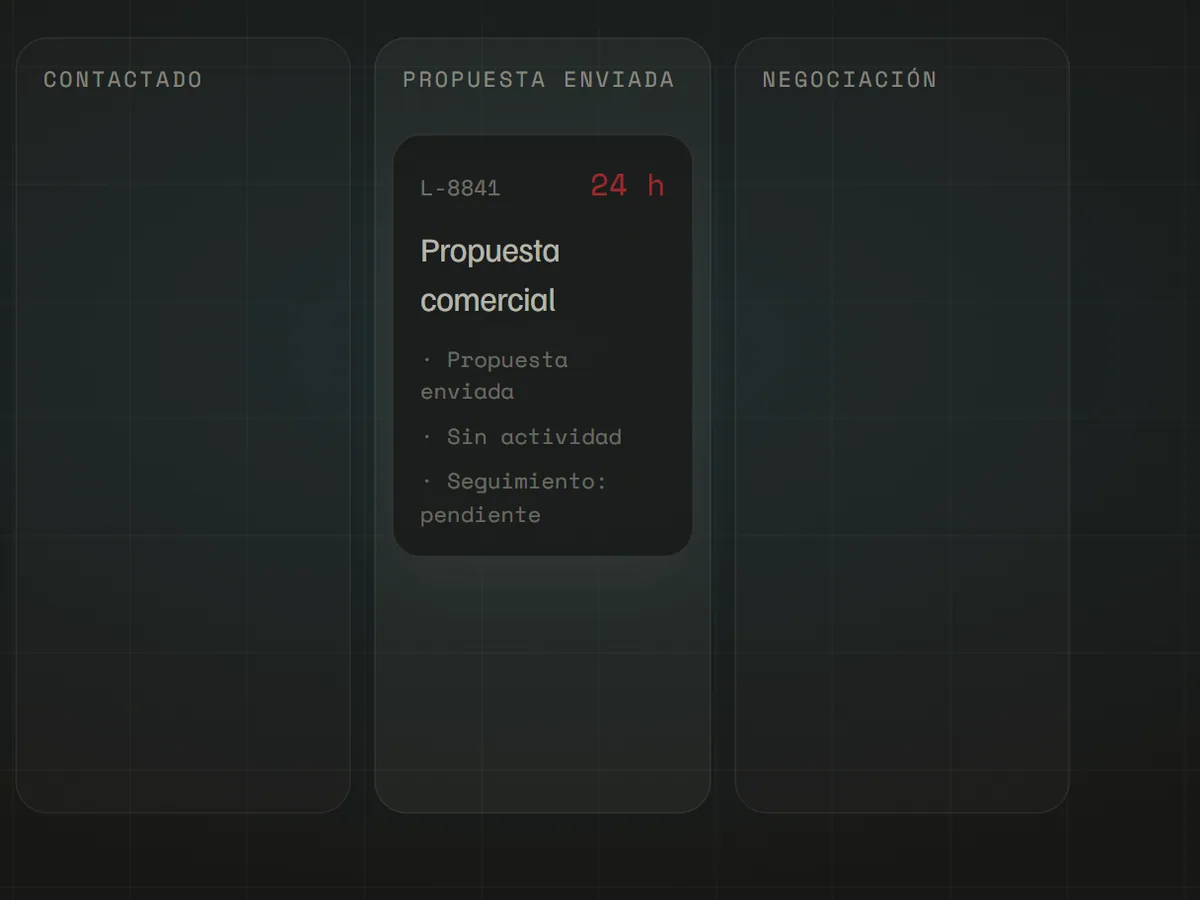 CONTACTADO
PROPUESTA ENVIADA
NEGOCIACIÓN
L-8841
24 h
Propuesta
comercial
· Propuesta
enviada
· Sin actividad
· Seguimiento:
pendiente